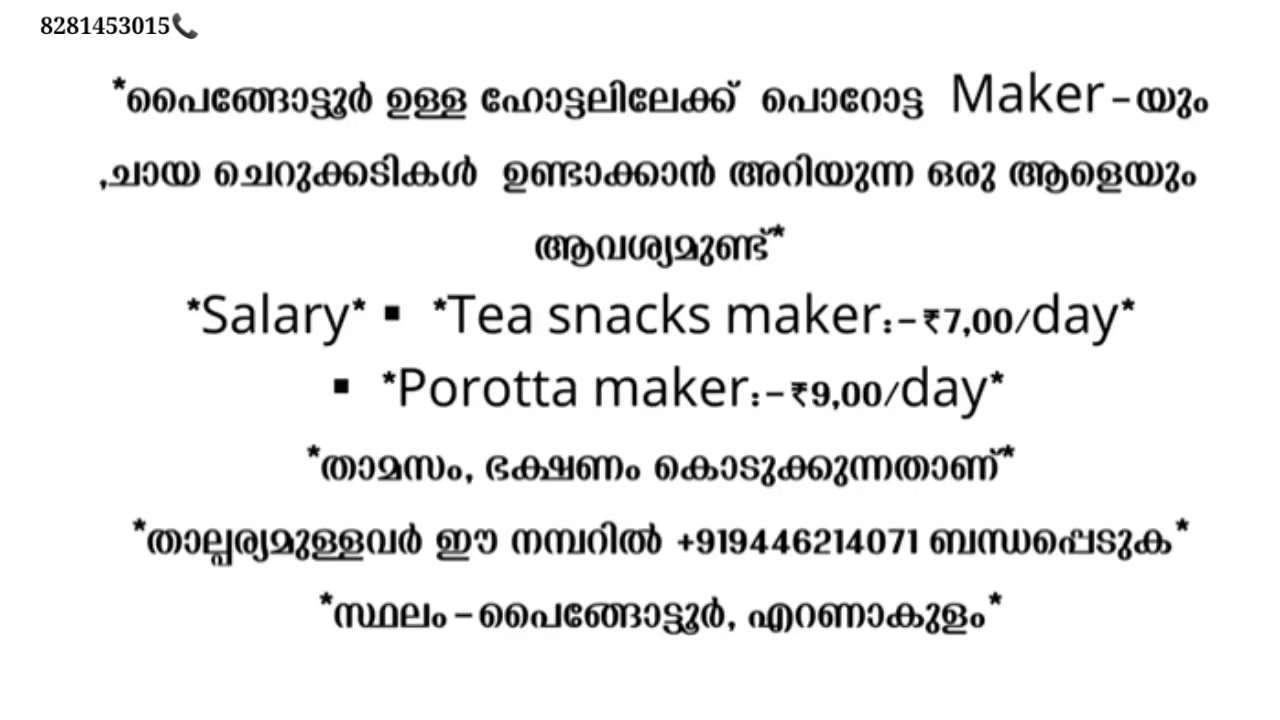 8281453015📞
*പൈങ്ങോട്ടൂർ ഉള്ള ഹോട്ടലിലേക്ക് പൊറോട്ട Maker-യും
,ചായ ചെറുക്കടികൾ ഉണ്ടാക്കാൻ അറിയുന്ന ഒരു ആളെയും
ആവശ്യമുണ്ട്*
*Salary* ▪ *Tea snacks maker:-₹7,00/day*
▪ *Porotta maker:-₹9,00/day*
*താമസം, ഭക്ഷണം കൊടുക്കുന്നതാണ്*
*താല്പര്യമുള്ളവർ ഈ നമ്പറിൽ +919446214071 ബന്ധപ്പെടുക*
*സ്ഥലം-പൈങ്ങോട്ടൂർ, എറണാകുളം*